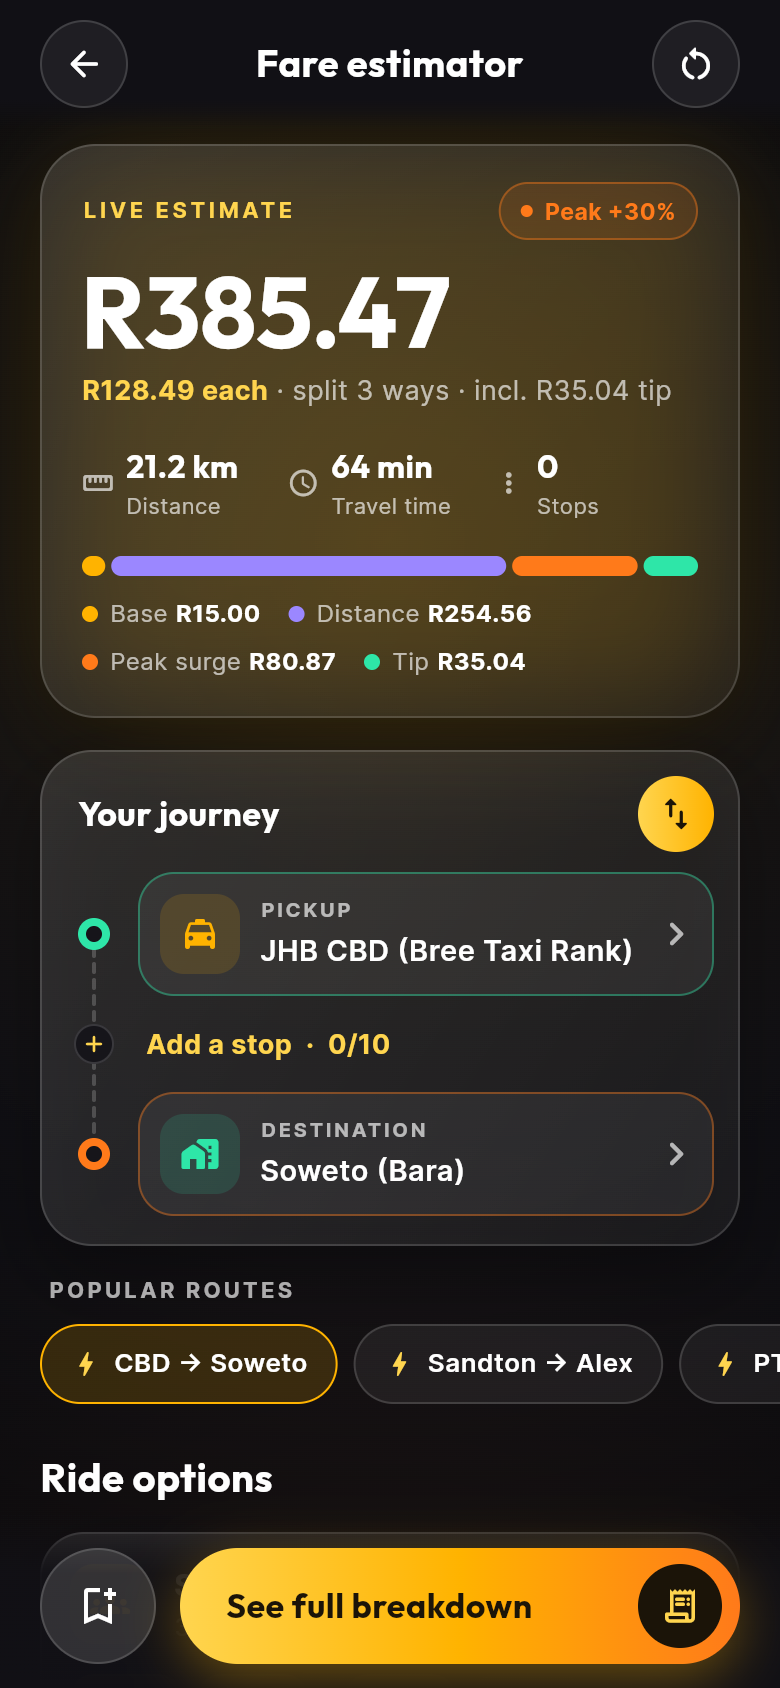 Fare estimator
LIVE ESTIMATE
Peak +30%
R385.47
R128.49 each · split 3 ways · incl. R35.04 tip
21.2 km
Distance
64 min
Travel time
0
Stops
Base R15.00
Distance R254.56
Peak surge R80.87
Tip R35.04
Your journey
PICKUP
JHB CBD (Bree Taxi Rank)
Add a stop · 0/10
DESTINATION
Soweto (Bara)
POPULAR ROUTES
CBD → Soweto
Sandton → Alex
Ride options
See full breakdown